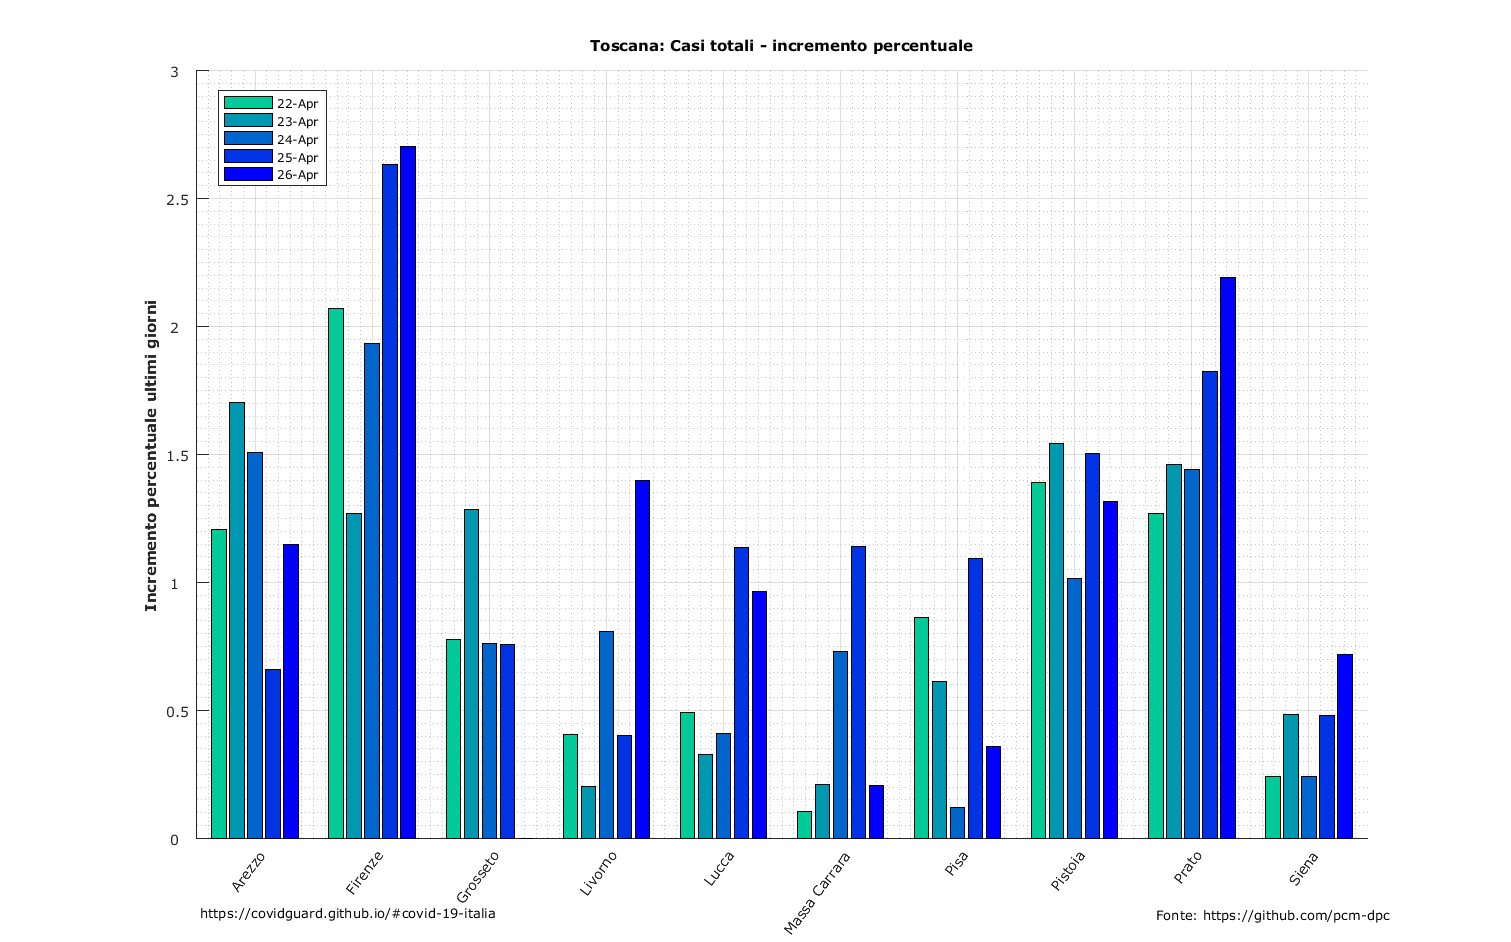 Toscana: Casi totali - incremento percentuale
3
2.5
2
1.5
1
0.5
0
Incremento percentuale ultimi giorni
22-Apr
23-Apr
24-Apr
25-Apr
26-Apr
Arezzo
Firenze
Grosseto
Livorno
Lucca
Massa Carrara
Pisa
Pistoia
Prato
Siena
https://covidguard.github.io/#covid-19-italia
Fonte: https://github.com/pcm-dpc